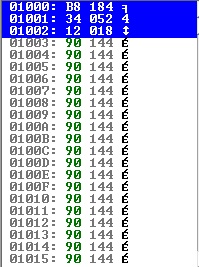 01000: B8 184 ╕
01001: 34 052 4
01002: 12 018 ↕
01003: 90 144 É
01004: 90 144 É
01005: 90 144 É
01006: 90 144 É
01007: 90 144 É
01008: 90 144 É
01009: 90 144 É
0100A: 90 144 É
0100B: 90 144 É
0100C: 90 144 É
0100D: 90 144 É
0100E: 90 144 É
0100F: 90 144 É
01010: 90 144 É
01011: 90 144 É
01012: 90 144 É
01013: 90 144 É
01014: 90 144 É
01015: 90 144 É